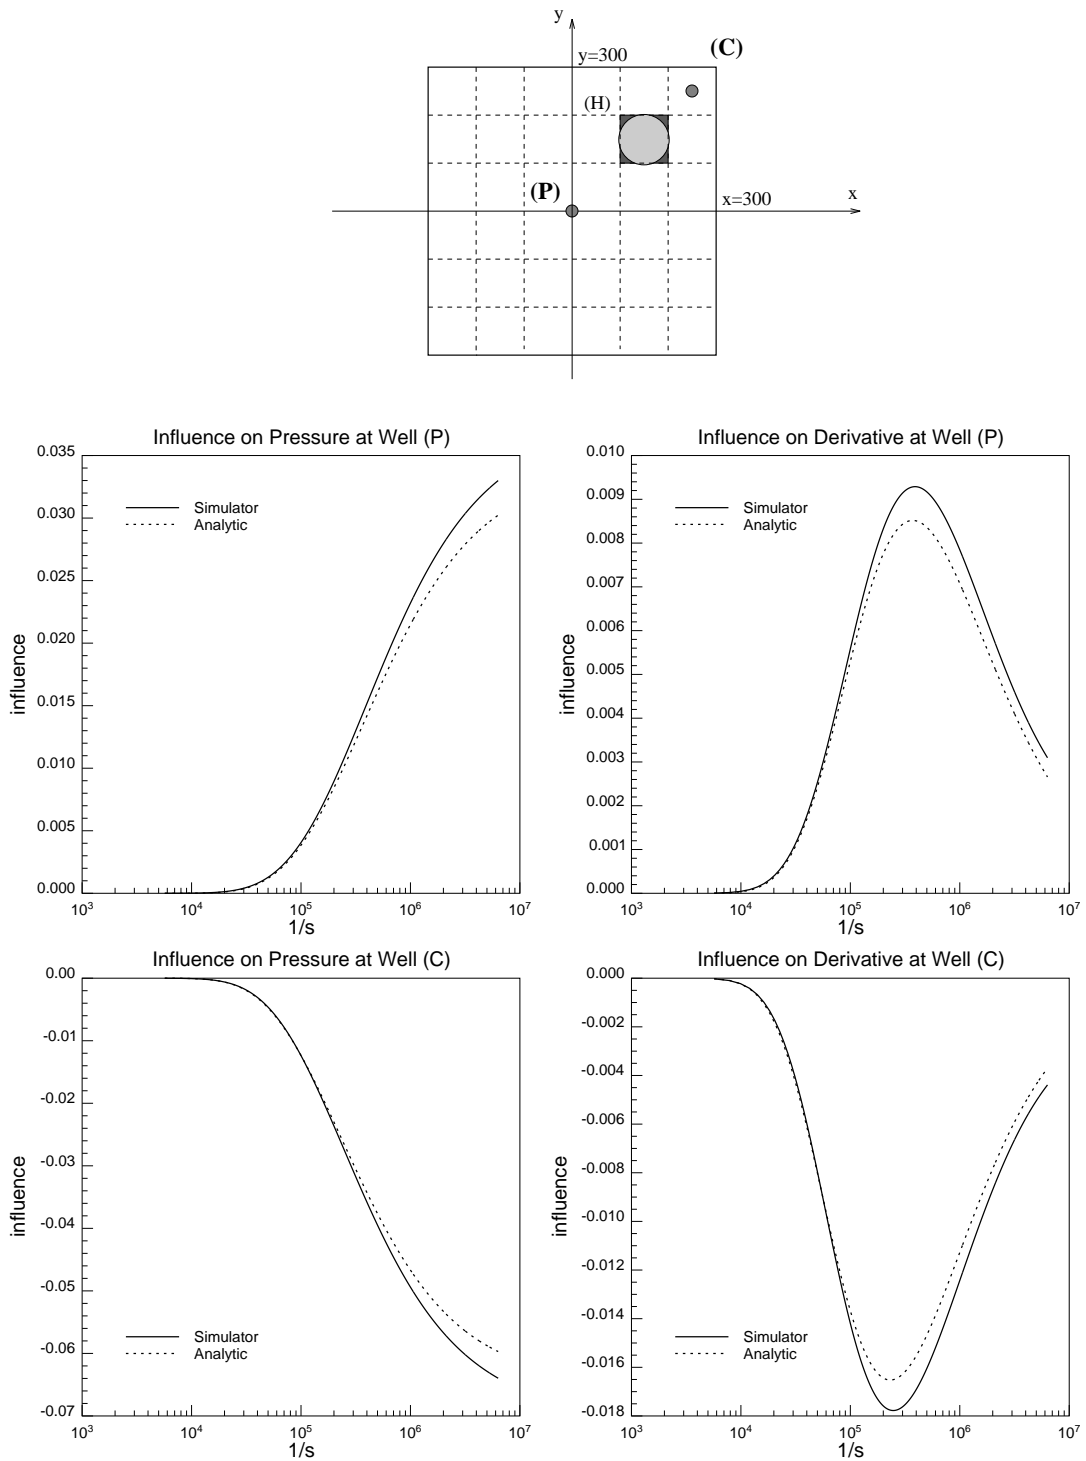 y
(C)
y=300
(H)
(P)
x
x=300
Influence on Pressure at Well (P)
0.035
0.030
0.025
0.020
0.015
0.010
0.005
0.000
influence
Simulator
Analytic
10³ 10⁴ 10⁵ 10⁶ 10⁷
1/s
Influence on Derivative at Well (P)
0.010
0.009
0.008
0.007
0.006
0.005
0.004
0.003
0.002
0.001
0.000
influence
Simulator
Analytic
10³ 10⁴ 10⁵ 10⁶ 10⁷
1/s
Influence on Pressure at Well (C)
0.00
-0.01
-0.02
-0.03
-0.04
-0.05
-0.06
-0.07
influence
Simulator
Analytic
10³ 10⁴ 10⁵ 10⁶ 10⁷
1/s
Influence on Derivative at Well (C)
0.000
-0.002
-0.004
-0.006
-0.008
-0.010
-0.012
-0.014
-0.016
-0.018
influence
Simulator
Analytic
10³ 10⁴ 10⁵ 10⁶ 10⁷
1/s